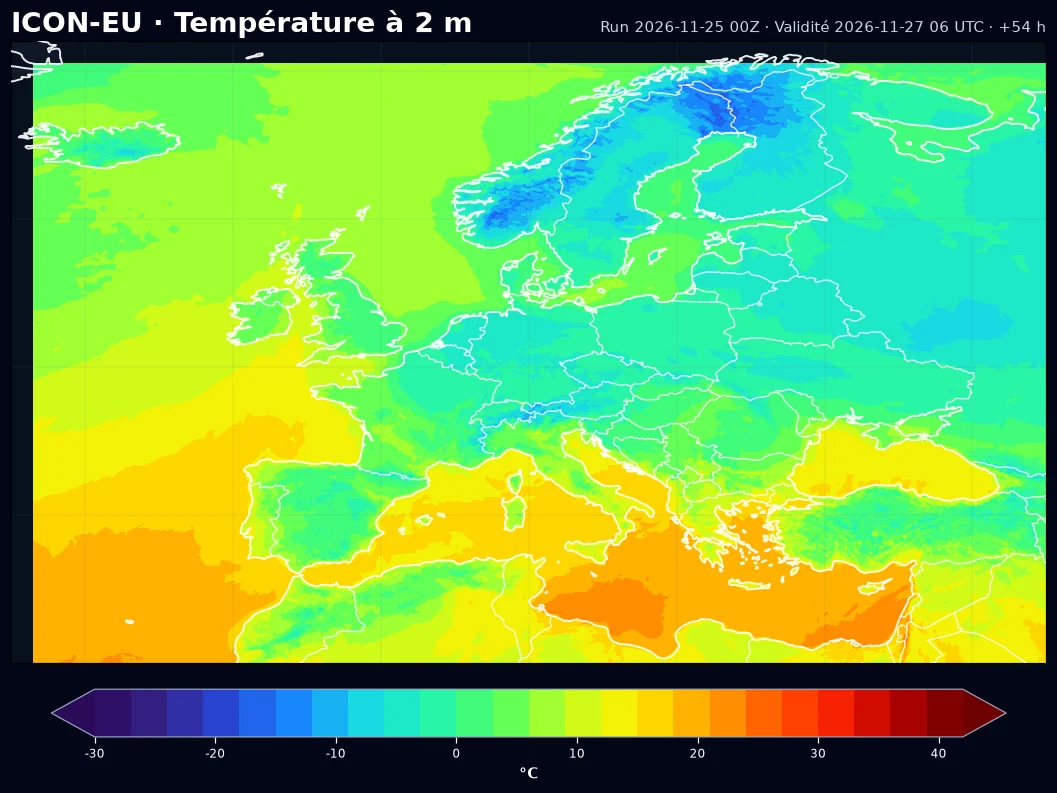 ICON-EU · Température à 2 m
Run 2026-11-25 00Z · Validité 2026-11-27 06 UTC · +54 h
-30 -20 -10 0 10 20 30 40
°C